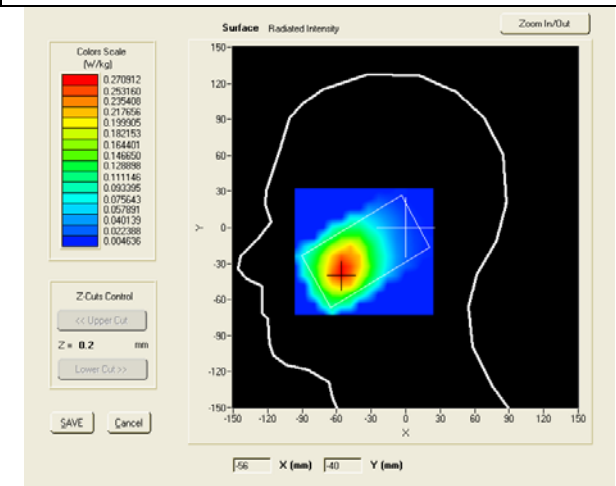 Surface Radiated Intensity
Zoom In/Out
Colors Scale
(W/kg)
0.270912
0.253160
0.235408
0.217656
0.199905
0.182153
0.164401
0.146650
0.128898
0.111146
0.093395
0.075643
0.057891
0.040139
0.022388
0.004636
Z-Cuts Control
<< Upper Cut
Z = 0.2 mm
Lower Cut >>
SAVE Cancel
150
120
90
60
30
Y
0
-30
-60
-90
-120
-150
-150 -120 -90 -60 -30 0 30 60 90 120 150
X
-56 X (mm) -40 Y (mm)